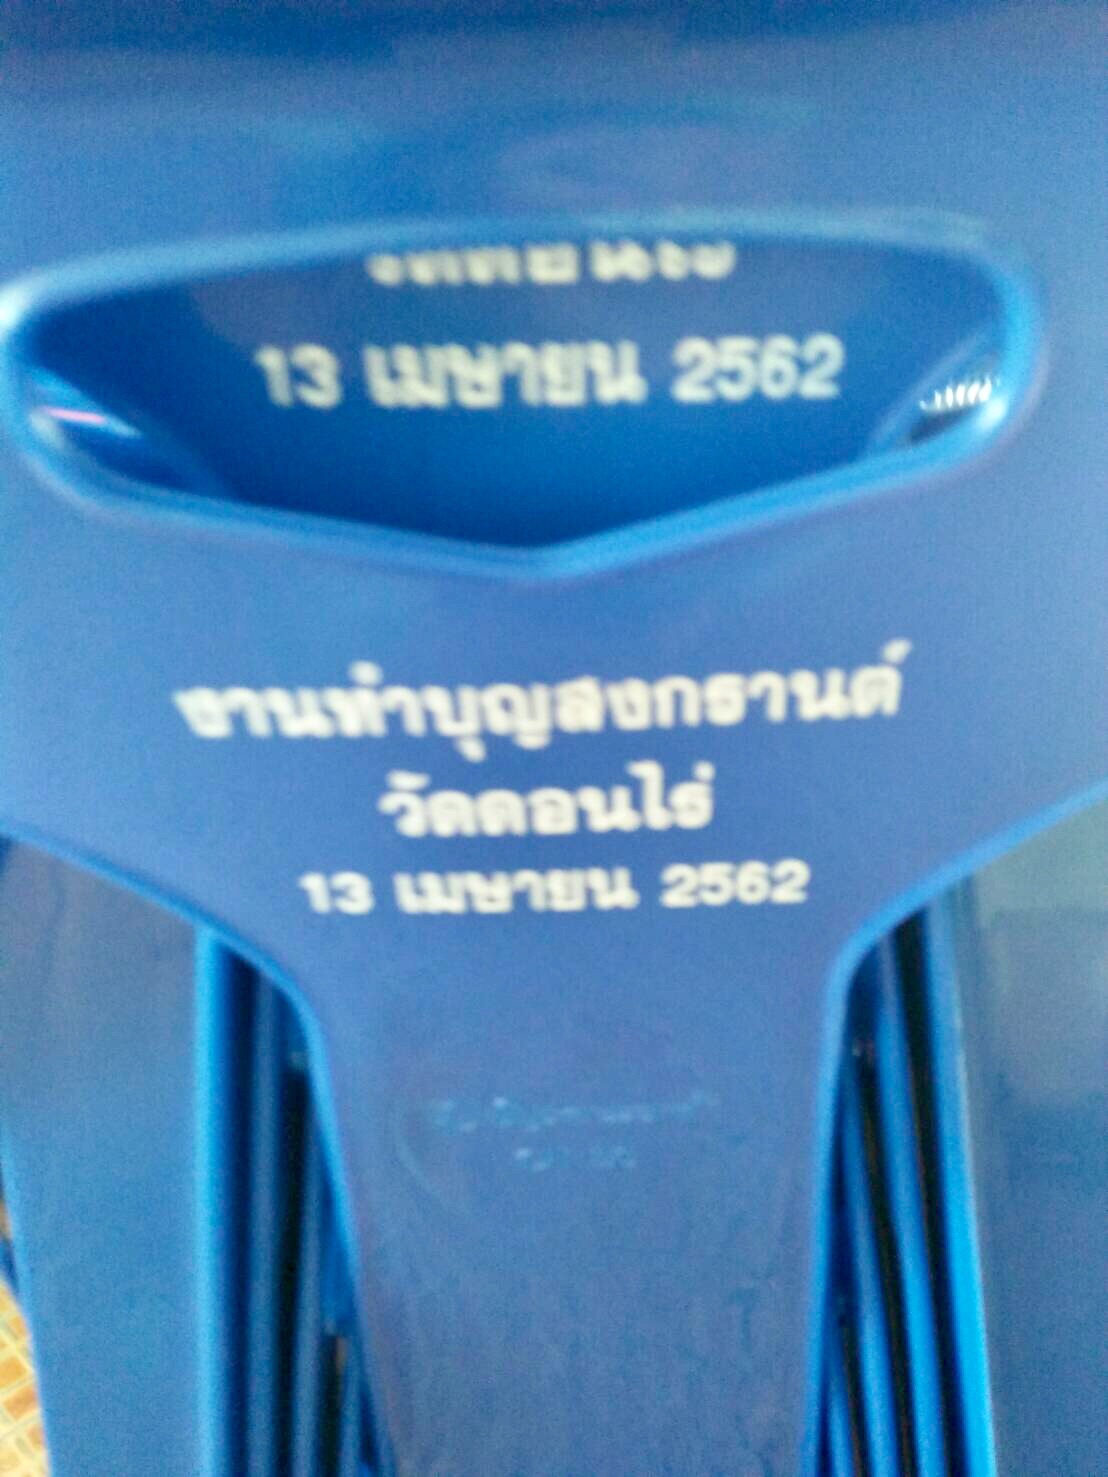 13 เมษายน 2562
งานทำบุญสงกรานต์
วัดดอนไร่
13 เมษายน 2562